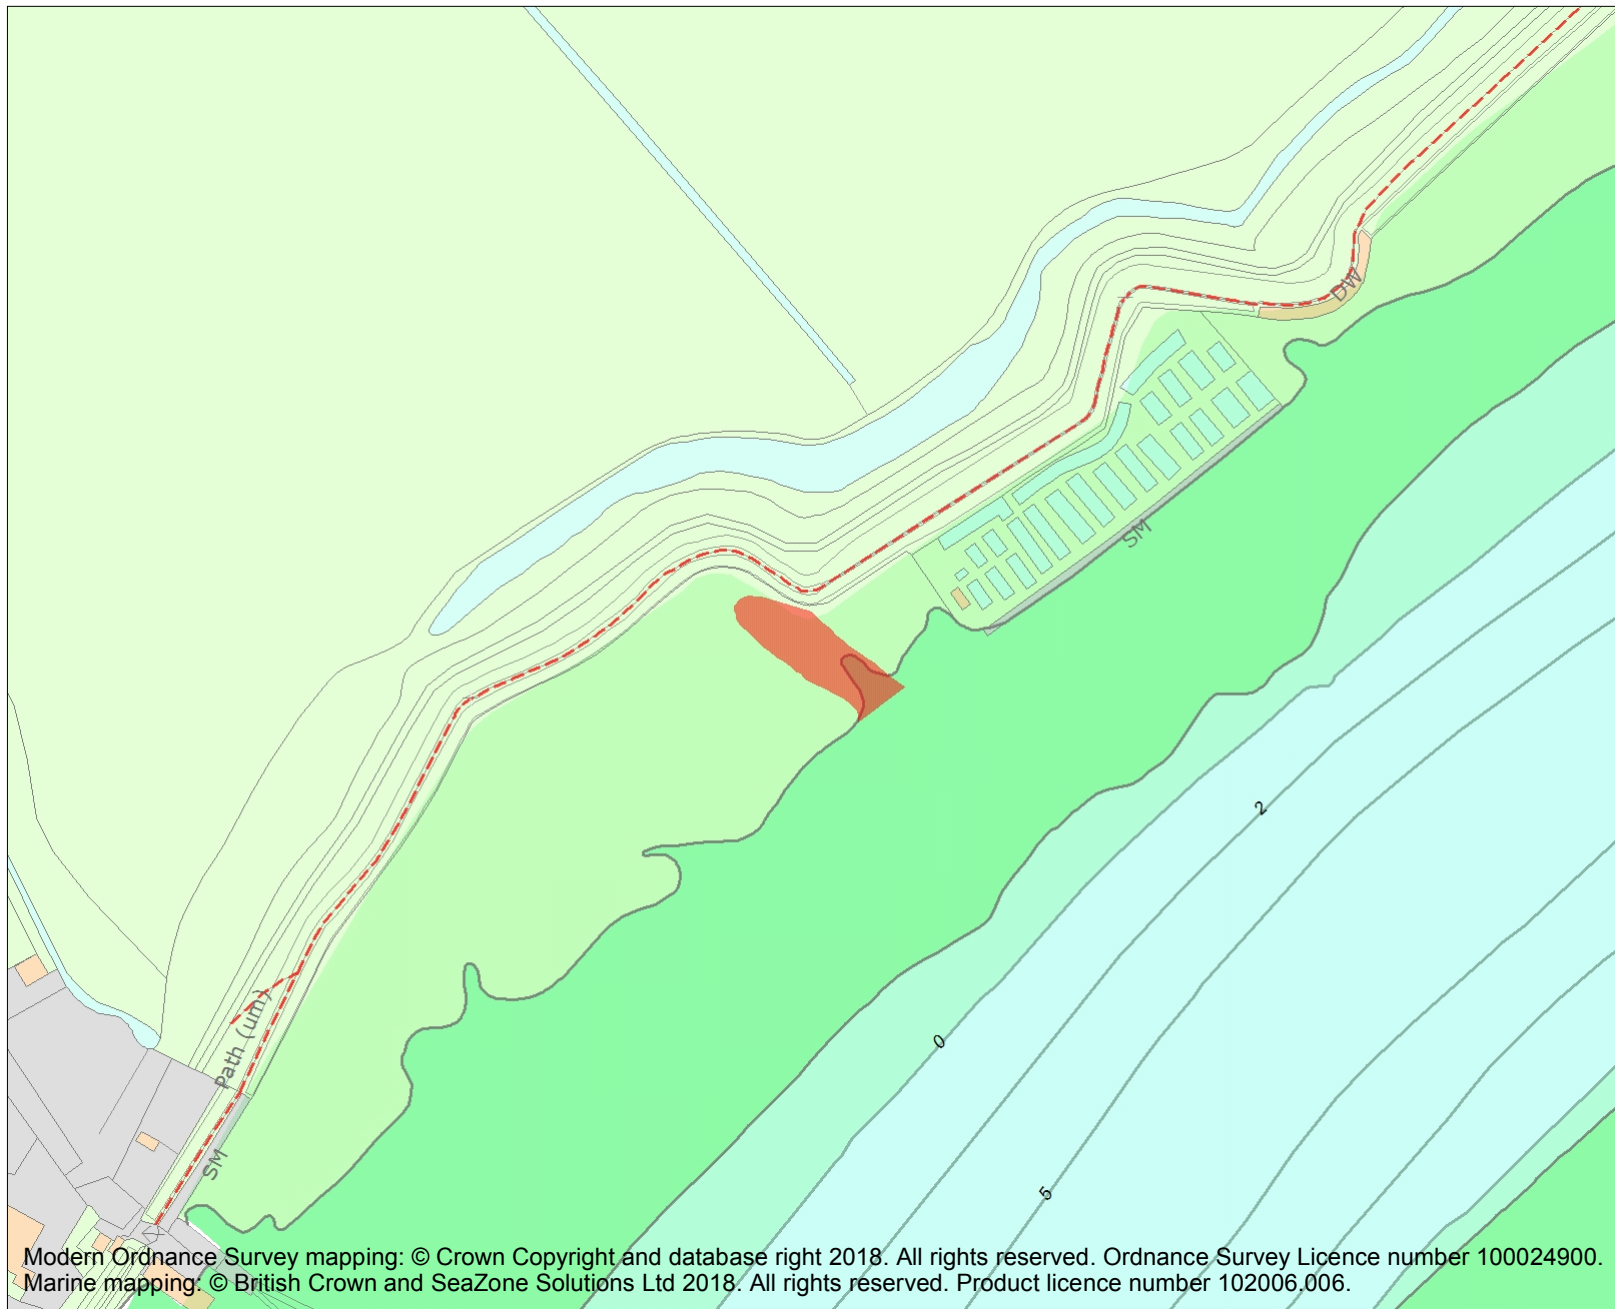 DW
SM
2
0
Path (um)
5
SM
Modern Ordnance Survey mapping: © Crown Copyright and database right 2018. All rights reserved. Ordnance Survey Licence number 100024900.
Marine mapping: © British Crown and SeaZone Solutions Ltd 2018. All rights reserved. Product licence number 102006.006.